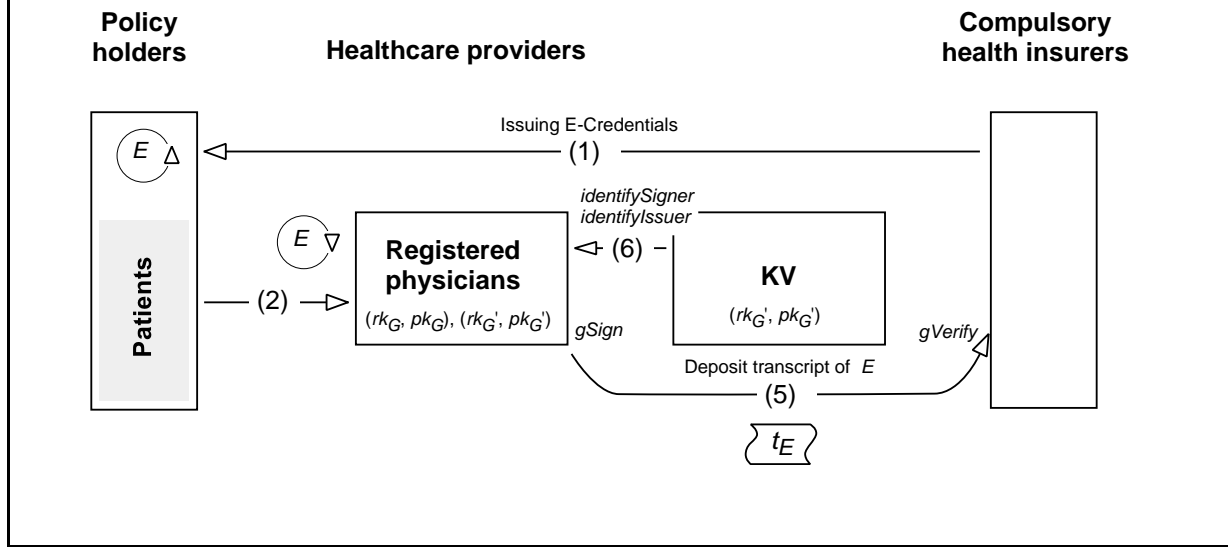 Policy
holders
Healthcare providers
Compulsory
health insurers
Issuing E-Credentials
(1)
E
identifySigner
identifyIssuer
E
(6)
Registered
physicians
KV
Patients
(2)
(rkG, pkG), (rkG', pkG')
(rkG', pkG')
gSign
gVerify
Deposit transcript of E
(5)
tE